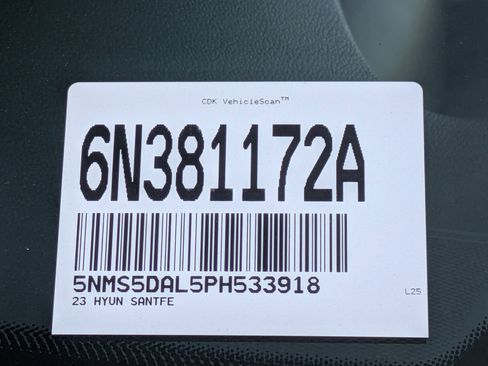 CDK VehicleScan™
6N381172A
5NMS5DAL5PH533918
23 HYUN SANTFE
L25